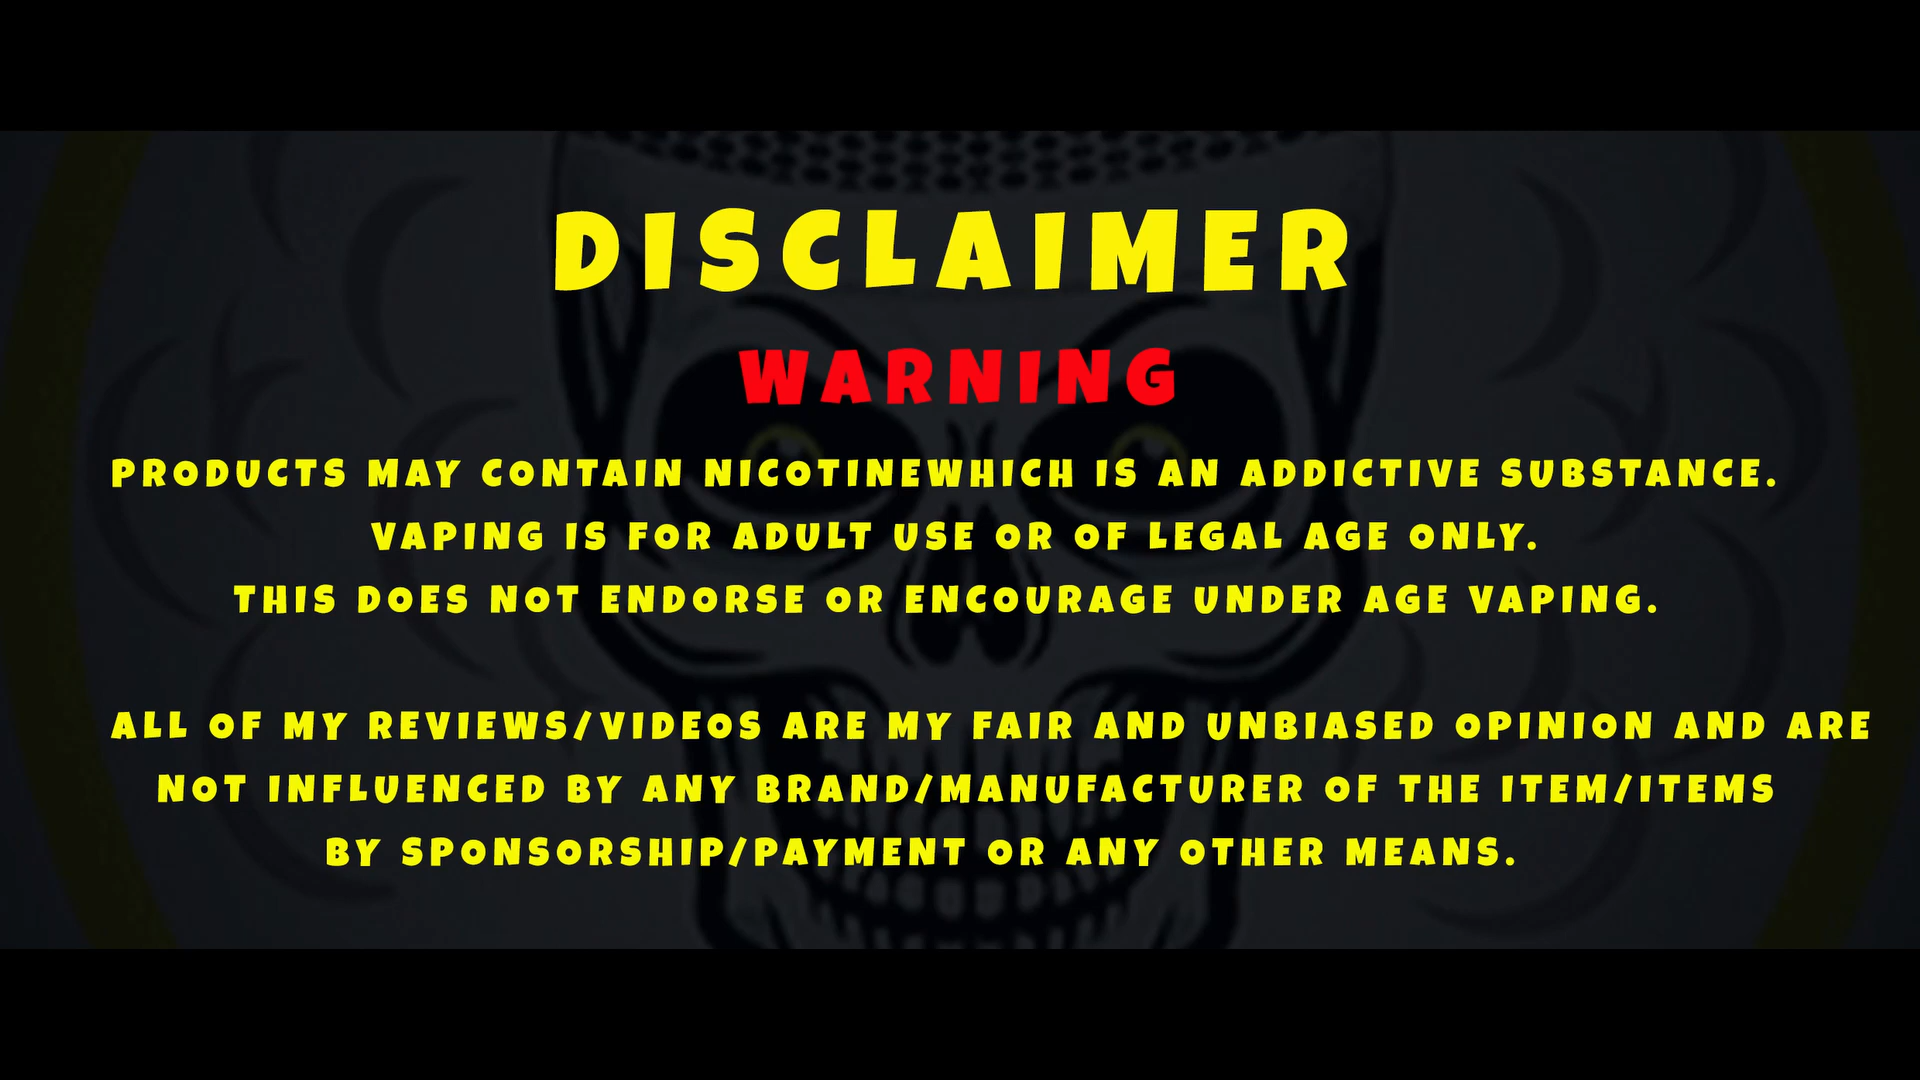 DISCLAIMER
WARNING
PRODUCTS MAY CONTAIN NICOTINEWHICH IS AN ADDICTIVE SUBSTANCE.
VAPING IS FOR ADULT USE OR OF LEGAL AGE ONLY.
THIS DOES NOT ENDORSE OR ENCOURAGE UNDER AGE VAPING.
ALL OF MY REVIEWS/VIDEOS ARE MY FAIR AND UNBIASED OPINION AND ARE
NOT INFLUENCED BY ANY BRAND/MANUFACTURER OF THE ITEM/ITEMS
BY SPONSORSHIP/PAYMENT OR ANY OTHER MEANS.